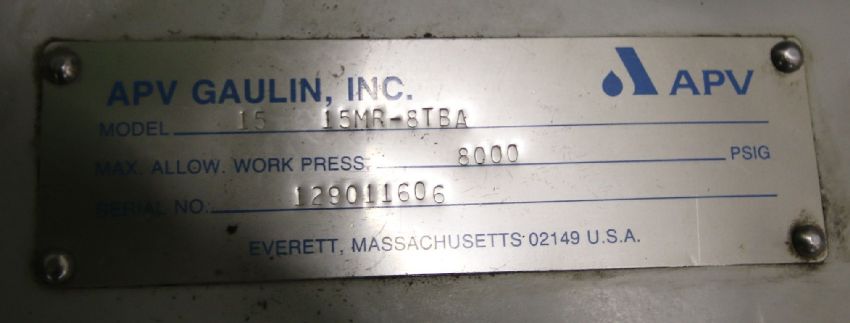 APV GAULIN, INC.
APV
MODEL 15 15MR-8TBA
MAX. ALLOW. WORK PRESS. 8000 PSIG
SERIAL NO. 129011606
EVERETT, MASSACHUSETTS 02149 U.S.A.